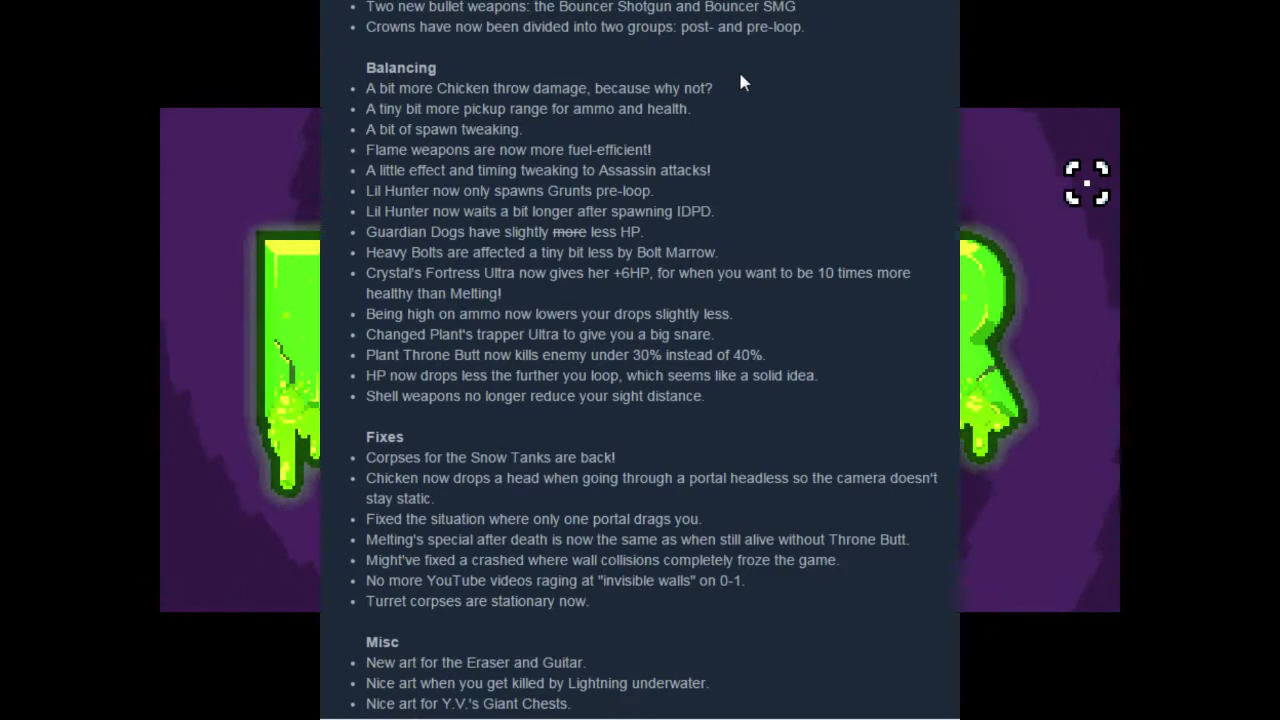 Two new bullet weapons: the Bouncer Shotgun and Bouncer SMG
Crowns have now been divided into two groups: post- and pre-loop.
Balancing
A bit more Chicken throw damage, because why not?
A tiny bit more pickup range for ammo and health.
A bit of spawn tweaking.
Flame weapons are now more fuel-efficient!
A little effect and timing tweaking to Assassin attacks!
Lil Hunter now only spawns Grunts pre-loop.
Lil Hunter now waits a bit longer after spawning IDPD.
Guardian Dogs have slightly more less HP.
Heavy Bolts are affected a tiny bit less by Bolt Marrow.
Crystal's Fortress Ultra now gives her +6HP, for when you want to be 10 times more
healthy than Melting!
Being high on ammo now lowers your drops slightly less.
Changed Plant's trapper Ultra to give you a big snare.
Plant Throne Butt now kills enemy under 30% instead of 40%.
HP now drops less the further you loop, which seems like a solid idea.
Shell weapons no longer reduce your sight distance.
Fixes
Corpses for the Snow Tanks are back!
Chicken now drops a head when going through a portal headless so the camera doesn't
stay static.
Fixed the situation where only one portal drags you.
Melting's special after death is now the same as when still alive without Throne Butt.
Might've fixed a crashed where wall collisions completely froze the game.
No more YouTube videos raging at "invisible walls" on 0-1.
Turret corpses are stationary now.
Misc
New art for the Eraser and Guitar.
Nice art when you get killed by Lightning underwater.
Nice art for Y.V.'s Giant Chests.